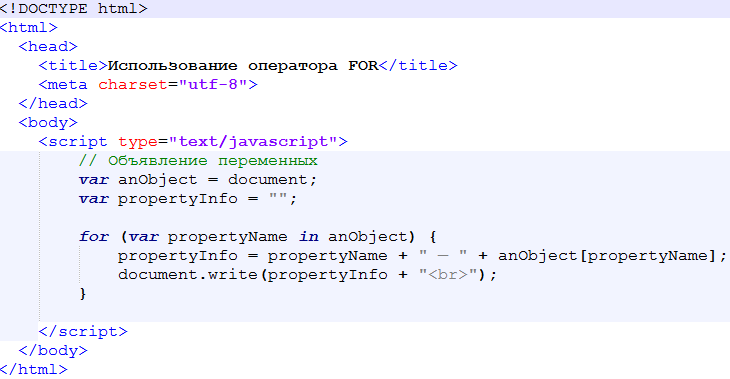 <!DOCTYPE html>
<html>
<head>
<title>Использование оператора FOR</title>
<meta charset="utf-8">
</head>
<body>
<script type="text/javascript">
// Объявление переменных
var anObject = document;
var propertyInfo = "";
for (var propertyName in anObject) {
propertyInfo = propertyName + " — " + anObject[propertyName];
document.write(propertyInfo + "<br>");
}
</script>
</body>
</html>